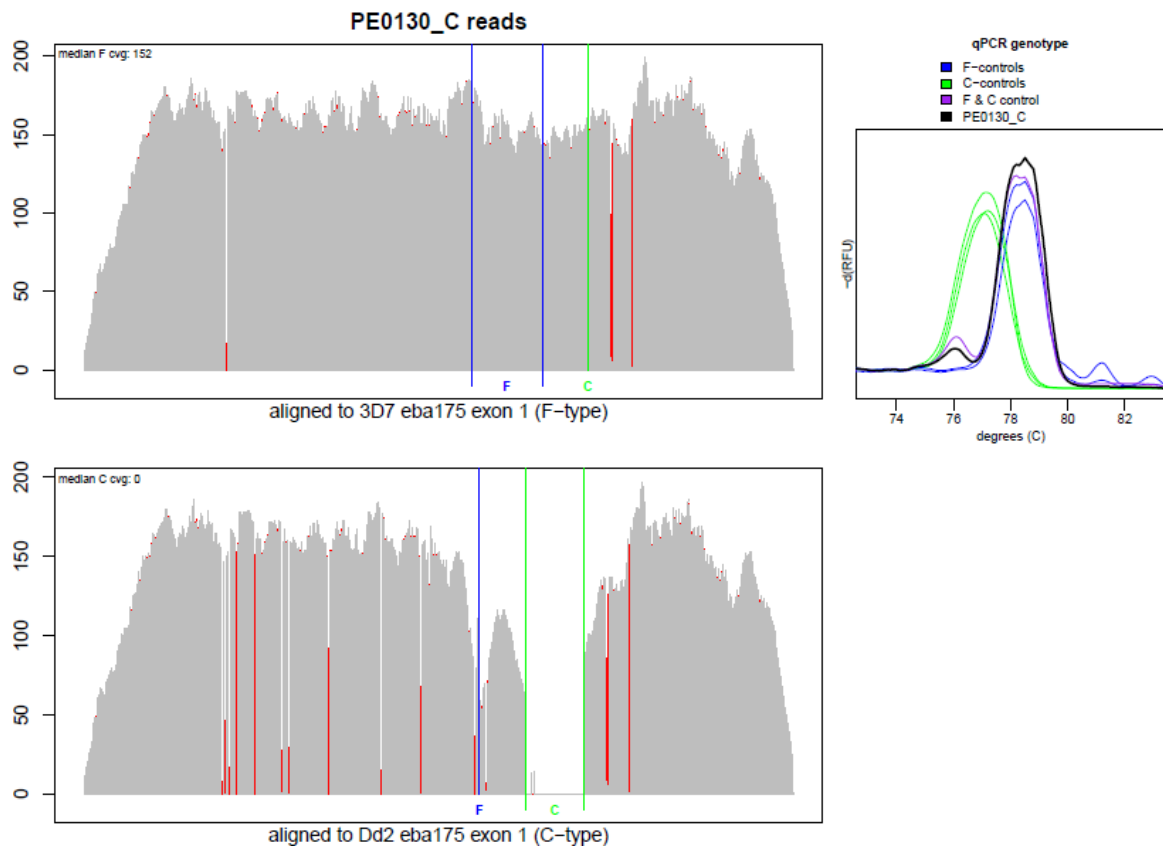 PE0130_C reads
median F cvg: 152
200
150
100
50
0
F
C
aligned to 3D7 eba175 exon 1 (F−type)
qPCR genotype
F−controls
C−controls
F & C control
PE0130_C
−d(RFU)
74 76 78 80 82
degrees (C)
median C cvg: 0
200
150
100
50
0
F
C
aligned to Dd2 eba175 exon 1 (C−type)